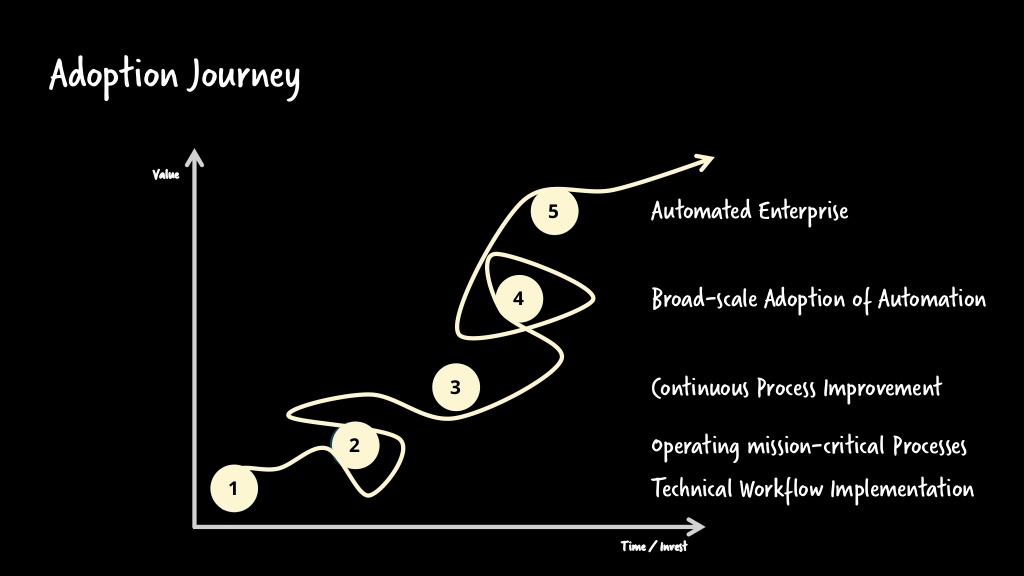 Adoption Journey
Value
5
Automated Enterprise
4
Broad-scale Adoption of Automation
3
Continuous Process Improvement
2
Operating mission-critical Processes
1
Technical Workflow Implementation
Time / Invest